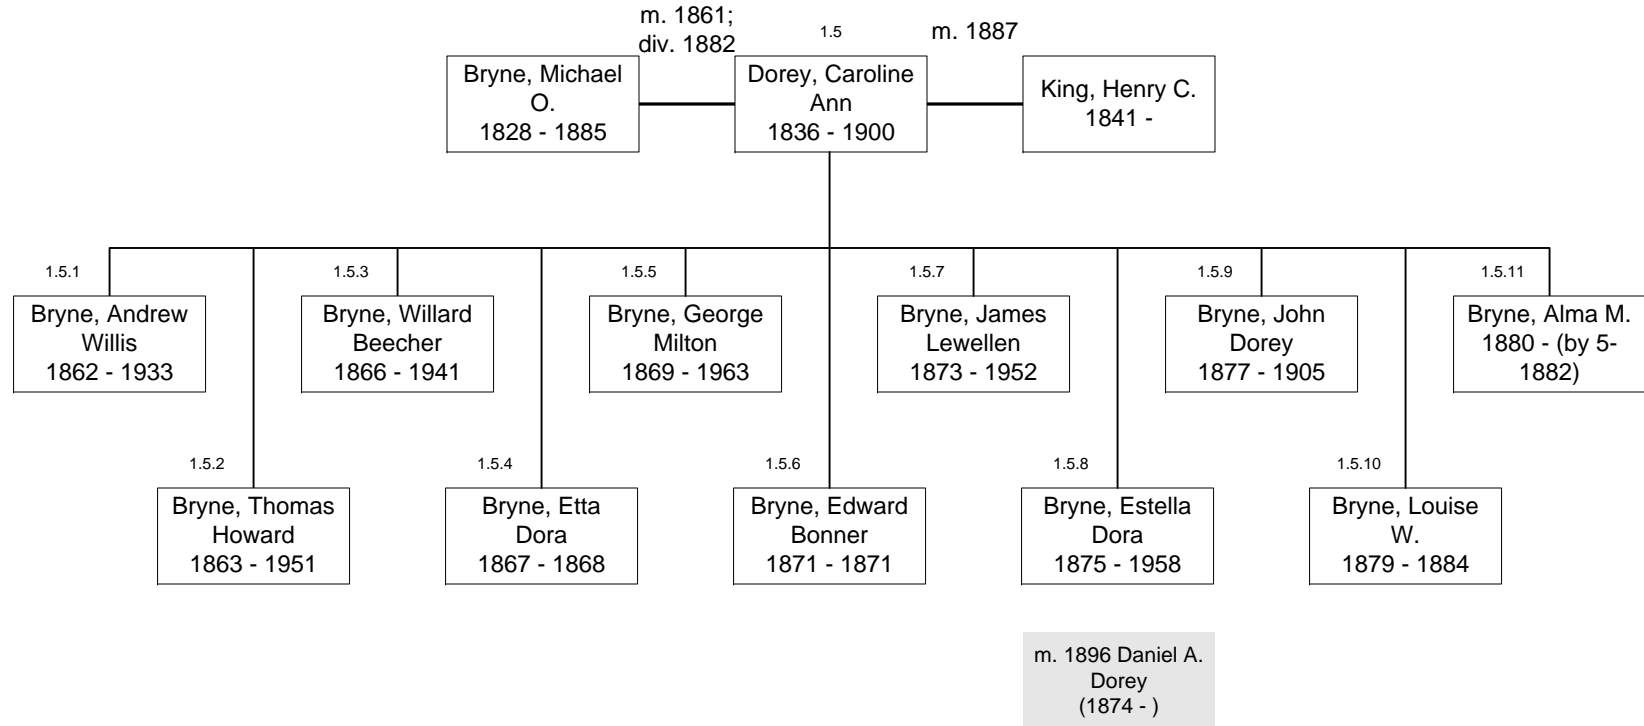 m. 1861;
div. 1882
1.5
m. 1887
Bryne, Michael
O.
1828 - 1885
Dorey, Caroline
Ann
1836 - 1900
King, Henry C.
1841 -
1.5.1
1.5.3
1.5.5
1.5.7
1.5.9
1.5.11
Bryne, Andrew
Willis
1862 - 1933
Bryne, Willard
Beecher
1866 - 1941
Bryne, George
Milton
1869 - 1963
Bryne, James
Lewellen
1873 - 1952
Bryne, John
Dorey
1877 - 1905
Bryne, Alma M.
1880 - (by 5-
1882)
1.5.2
1.5.4
1.5.6
1.5.8
1.5.10
Bryne, Thomas
Howard
1863 - 1951
Bryne, Etta
Dora
1867 - 1868
Bryne, Edward
Bonner
1871 - 1871
Bryne, Estella
Dora
1875 - 1958
Bryne, Louise
W.
1879 - 1884
m. 1896 Daniel A.
Dorey
(1874 - )